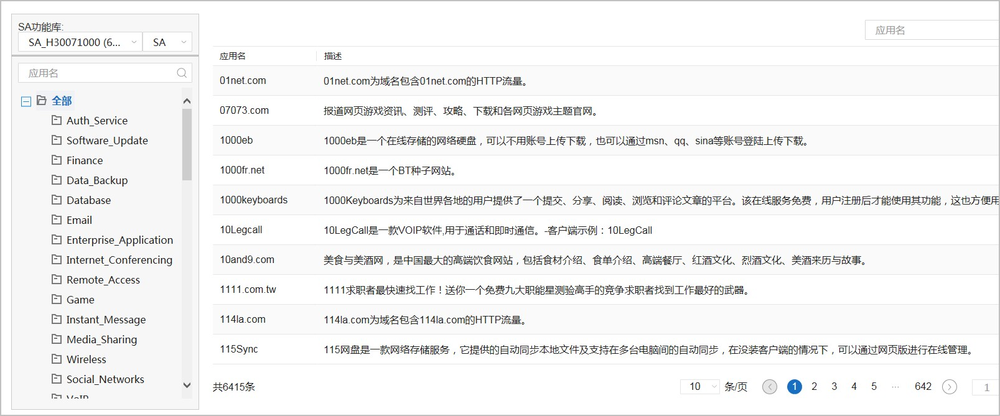 SA功能库:
SA_H30071000 (6...
SA
应用名
全部
Auth_Service
Software_Update
Finance
Data_Backup
Database
Email
Enterprise_Application
Internet_Conferencing
Remote_Access
Game
Instant_Message
Media_Sharing
Wireless
Social_Networks
VoIP
应用名
应用名 描述
01net.com 01net.com为域名包含01net.com的HTTP流量。
07073.com 报道网页游戏资讯、测评、攻略、下载和各网页游戏主题官网。
1000eb 1000eb是一个在线存储的网络硬盘，可以不用账号上传下载，也可以通过msn、qq、sina等账号登陆上传下载。
1000fr.net 1000fr.net是一个BT种子网站。
1000keyboards 1000Keyboards为来自世界各地的用户提供了一个提交、分享、阅读、浏览和评论文章的平台。该在线服务免费，用户注册后才能使用其功能，这也方便用
10Legcall 10LegCall是一款VOIP软件,用于通话和即时通信。-客户端示例：10LegCall
10and9.com 美食与美酒网，是中国最大的高端饮食网站，包括食材介绍、食单介绍、高端餐厅、红酒文化、烈酒文化、美酒来历与故事。
1111.com.tw 1111求职者最快速找工作！送你一个免费九大职能星测验高手的竞争求职者找到工作最好的武器。
114la.com 114la.com为域名包含114la.com的HTTP流量。
115Sync 115网盘是一款网络存储服务，它提供的自动同步本地文件及支持在多台电脑间的自动同步，在没装客户端的情况下，可以通过网页版进行在线管理。
共6415条 10 条/页 1 2 3 4 5 ... 642 1